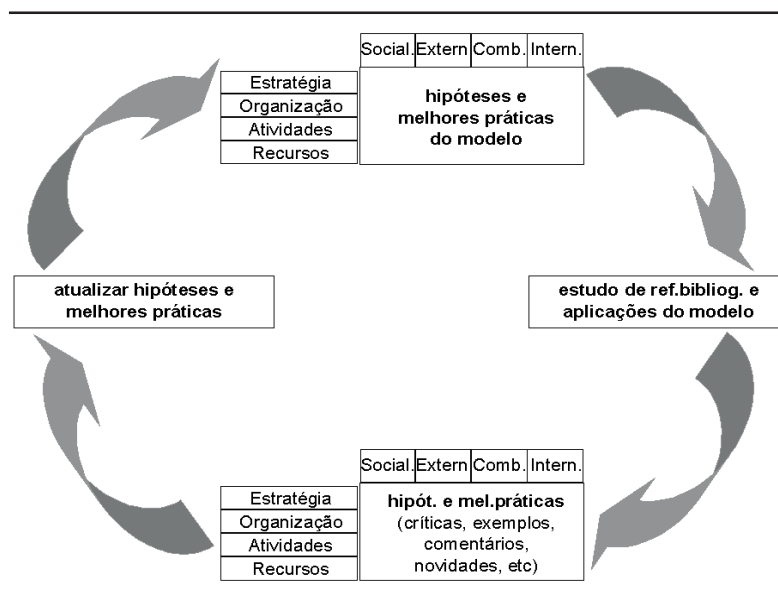 Social. Extern Comb. Intern.
Estratégia
Organização
Atividades
Recursos
hipóteses e
melhores práticas
do modelo
atualizar hipóteses e
melhores práticas
estudo de ref.bibliog. e
aplicações do modelo
Social. Extern Comb. Intern.
Estratégia
Organização
Atividades
Recursos
hipót. e mel.práticas
(críticas, exemplos,
comentários,
novidades, etc)